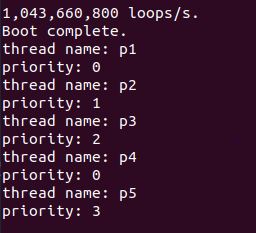 1,043,660,800 loops/s.
Boot complete.
thread name: p1
priority: 0
thread name: p2
priority: 1
thread name: p3
priority: 2
thread name: p4
priority: 0
thread name: p5
priority: 3